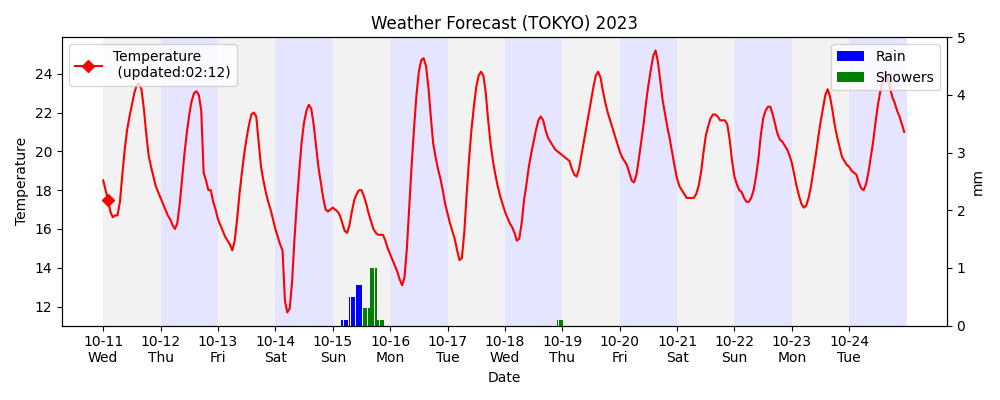 Weather Forecast (TOKYO) 2023
Temperature
(updated:02:12)
Rain
Showers
Temperature
24
22
20
18
16
14
12
5
4
3
2
1
0
mm
10-11 10-12 10-13 10-14 10-15 10-16 10-17 10-18 10-19 10-20 10-21 10-22 10-23 10-24
Wed Thu Fri Sat Sun Mon Tue Wed Thu Fri Sat Sun Mon Tue
Date